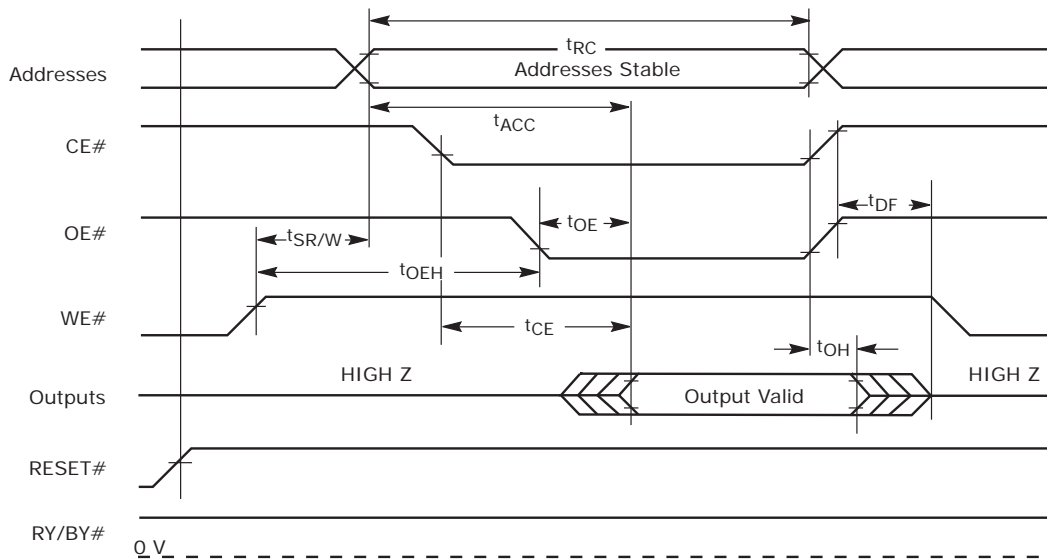 tRC
Addresses
Addresses Stable
tACC
CE#
tDF
OE#
tSR/W
tOE
tOEH
WE#
tCE
tOH
HIGH Z
HIGH Z
Outputs
Output Valid
RESET#
RY/BY#
0 V